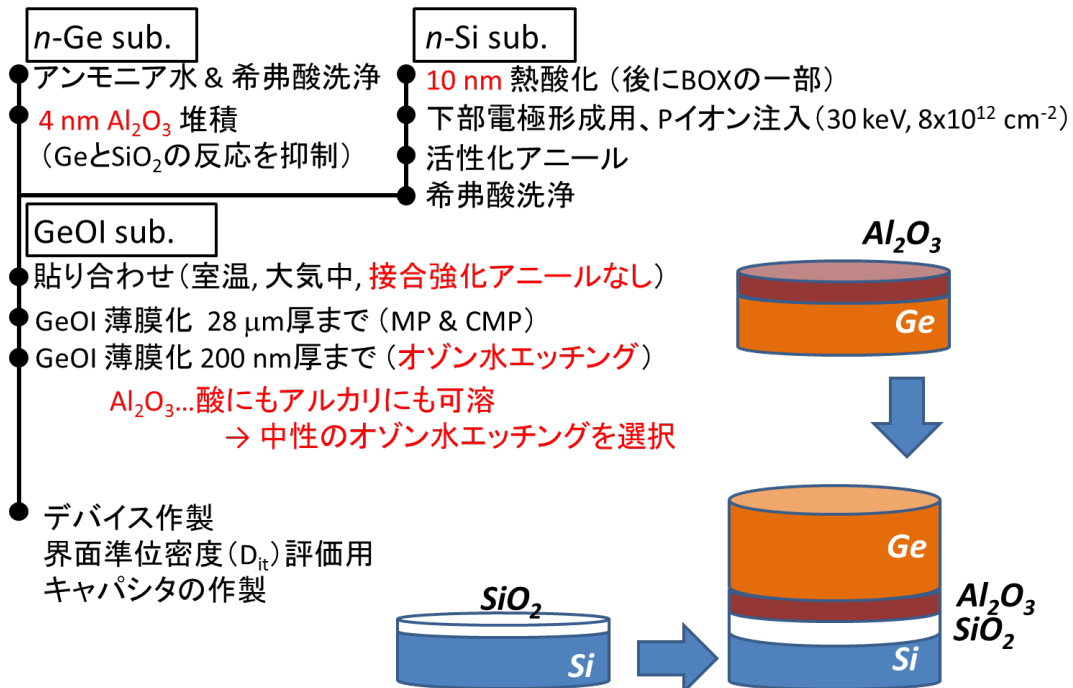 n-Ge sub.
アンモニア水 & 希弗酸洗浄
4 nm Al₂O₃ 堆積
（GeとSiO₂の反応を抑制）
n-Si sub.
10 nm 熱酸化（後にBOXの一部）
下部電極形成用、Pイオン注入（30 keV, 8x10¹² cm⁻²）
活性化アニール
希弗酸洗浄
GeOI sub.
貼り合わせ（室温, 大気中, 接合強化アニールなし）
GeOI 薄膜化 28 μm厚まで（MP & CMP）
GeOI 薄膜化 200 nm厚まで（オゾン水エッチング）
Al₂O₃…酸にもアルカリにも可溶
→ 中性のオゾン水エッチングを選択
デバイス作製
界面準位密度（Dᵢₜ）評価用
キャパシタの作製
Al₂O₃
Ge
SiO₂
Si
Ge
Al₂O₃
SiO₂
Si